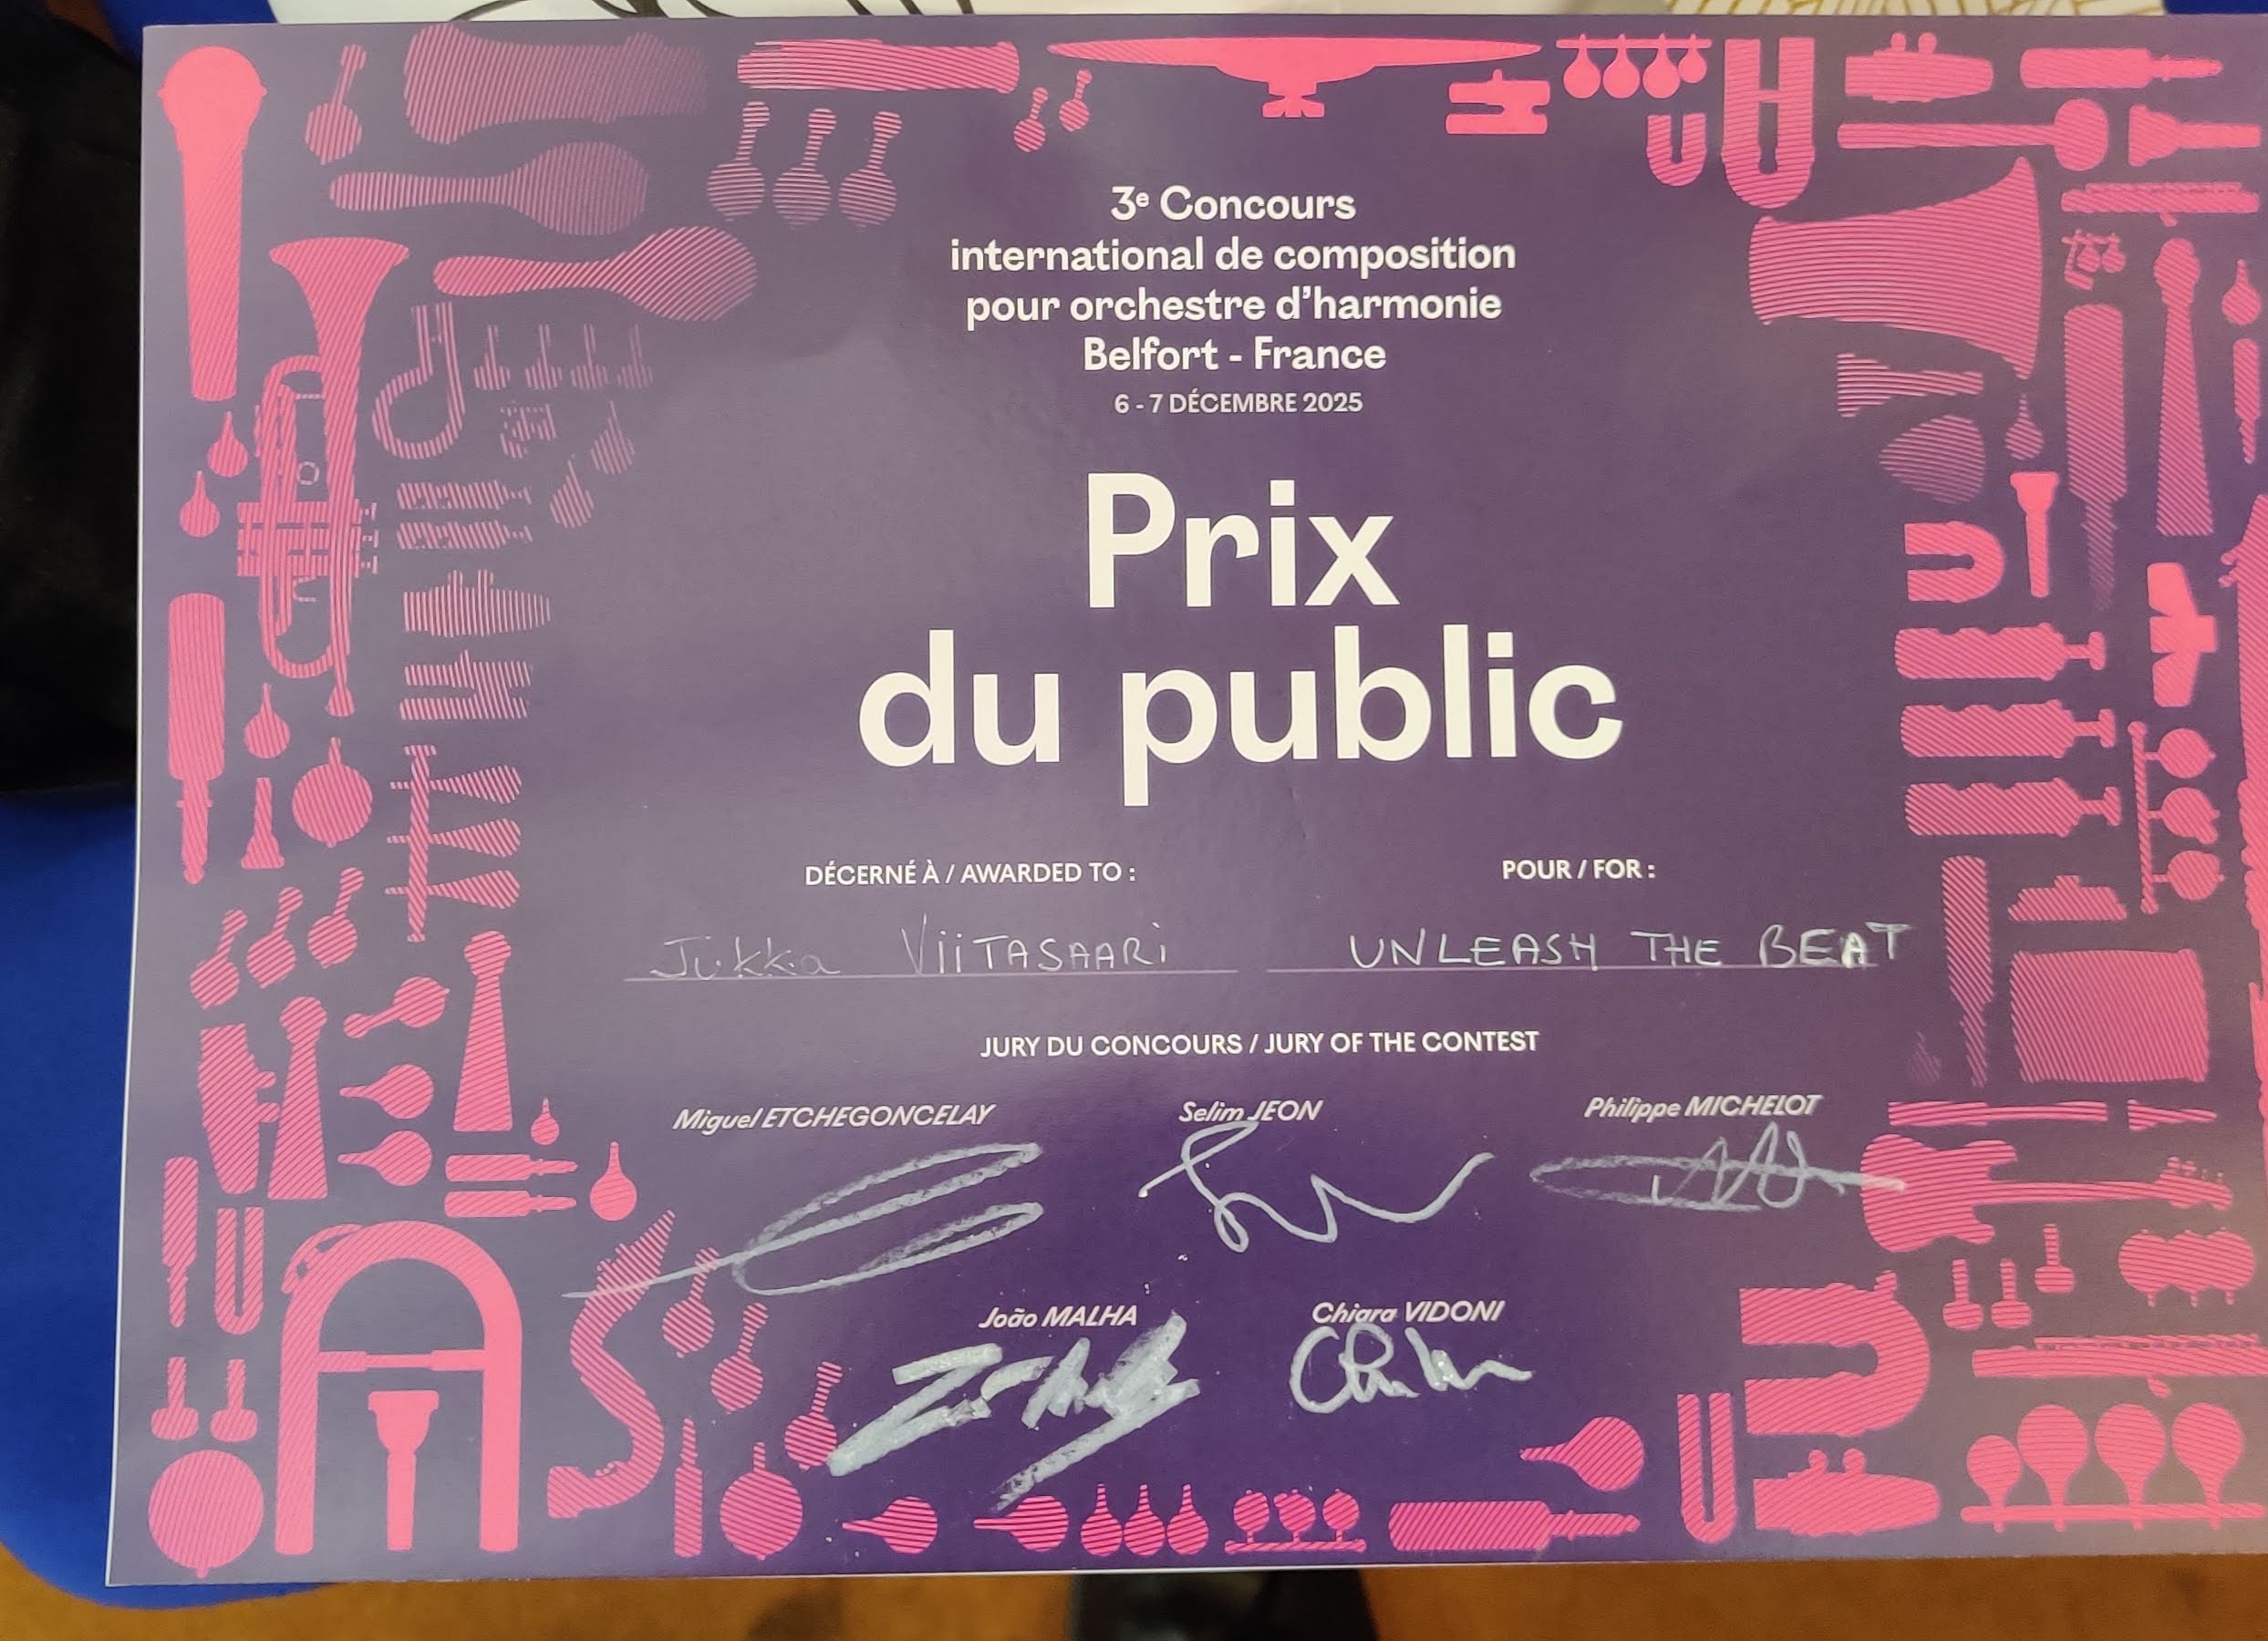 3e Concours
international de composition
pour orchestre d'harmonie
Belfort - France
6 - 7 DÉCEMBRE 2025
Prix
du public
DÉCERNÉ À / AWARDED TO :
Jukka ViiTASAARi
POUR / FOR :
UNLEASH THE BEAT
JURY DU CONCOURS / JURY OF THE CONTEST
Miguel ETCHEGONCELAY
Selim JEON
Philippe MICHELOT
João MALHA
Chiara VIDONI